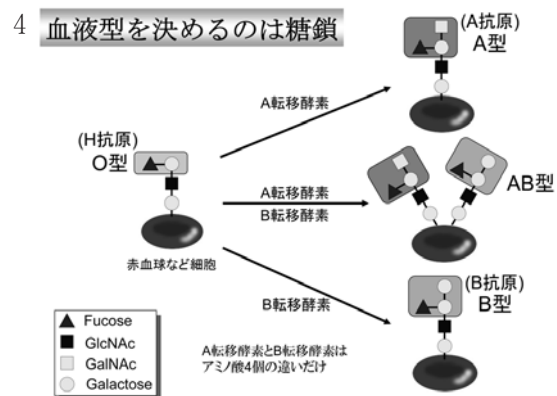 4 血液型を決めるのは糖鎖
(A抗原)
A型
A転移酵素
(H抗原)
O型
A転移酵素
B転移酵素
AB型
赤血球など細胞
B転移酵素
(B抗原)
B型
Fucose
GlcNAc
GalNAc
Galactose
A転移酵素とB転移酵素は
アミノ酸4個の違いだけ